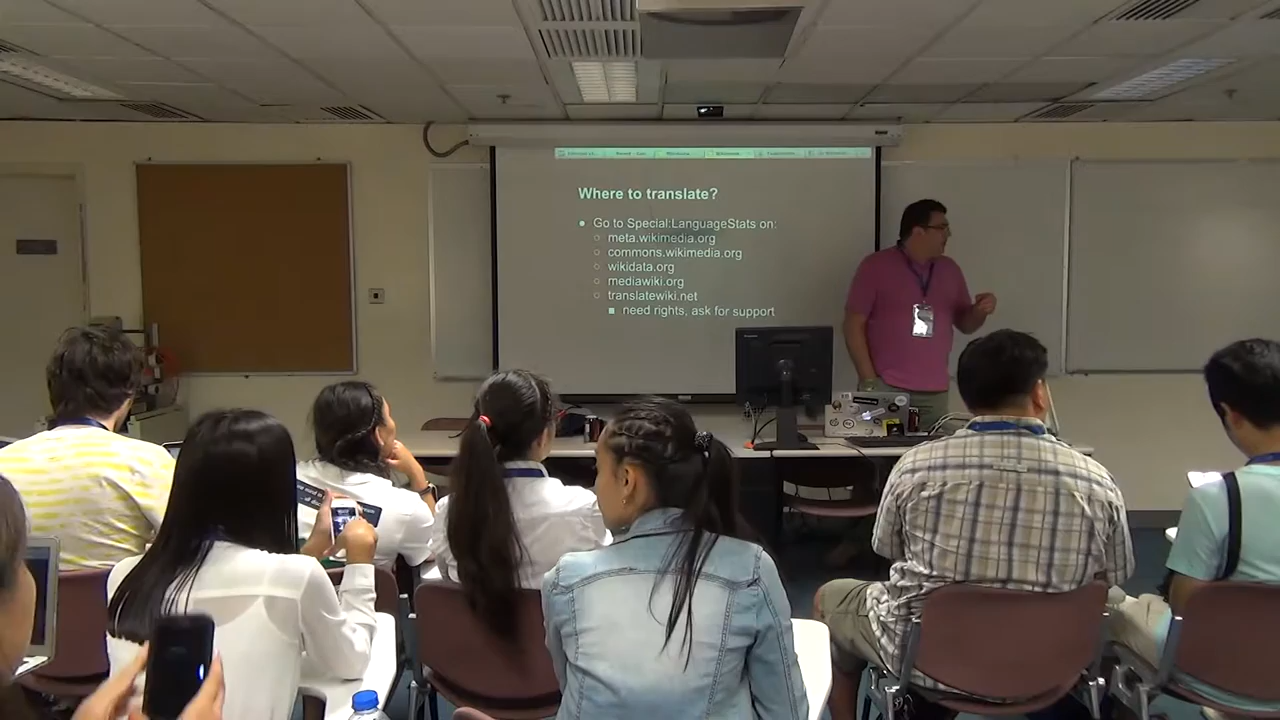 Where to translate?
Go to Special:LanguageStats on:
meta.wikimedia.org
commons.wikimedia.org
wikidata.org
mediawiki.org
translatewiki.net
need rights, ask for support